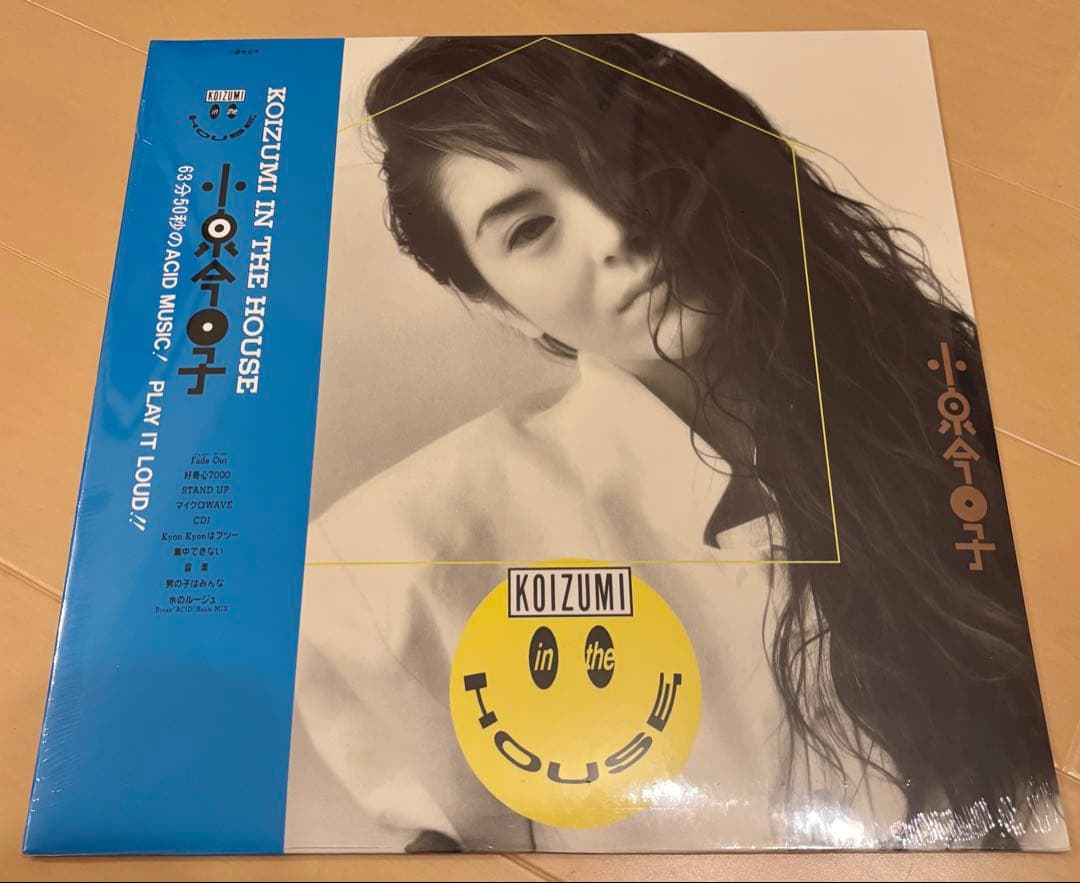 KOIZUMI
in the
HOUSE
KOIZUMI IN THE HOUSE
小泉今日子
63分50秒のACID MUSIC! PLAY IT LOUD!!
Fade Out
好奇心7000
STAND UP
マイクロWAVE
CDJ
Kyon Kyonはフツー
集中できない
音楽
男の子はみんな
水のルージュ
Break "ACID" Beats MIX
小泉今日子
KOIZUMI
in the
HOUSE